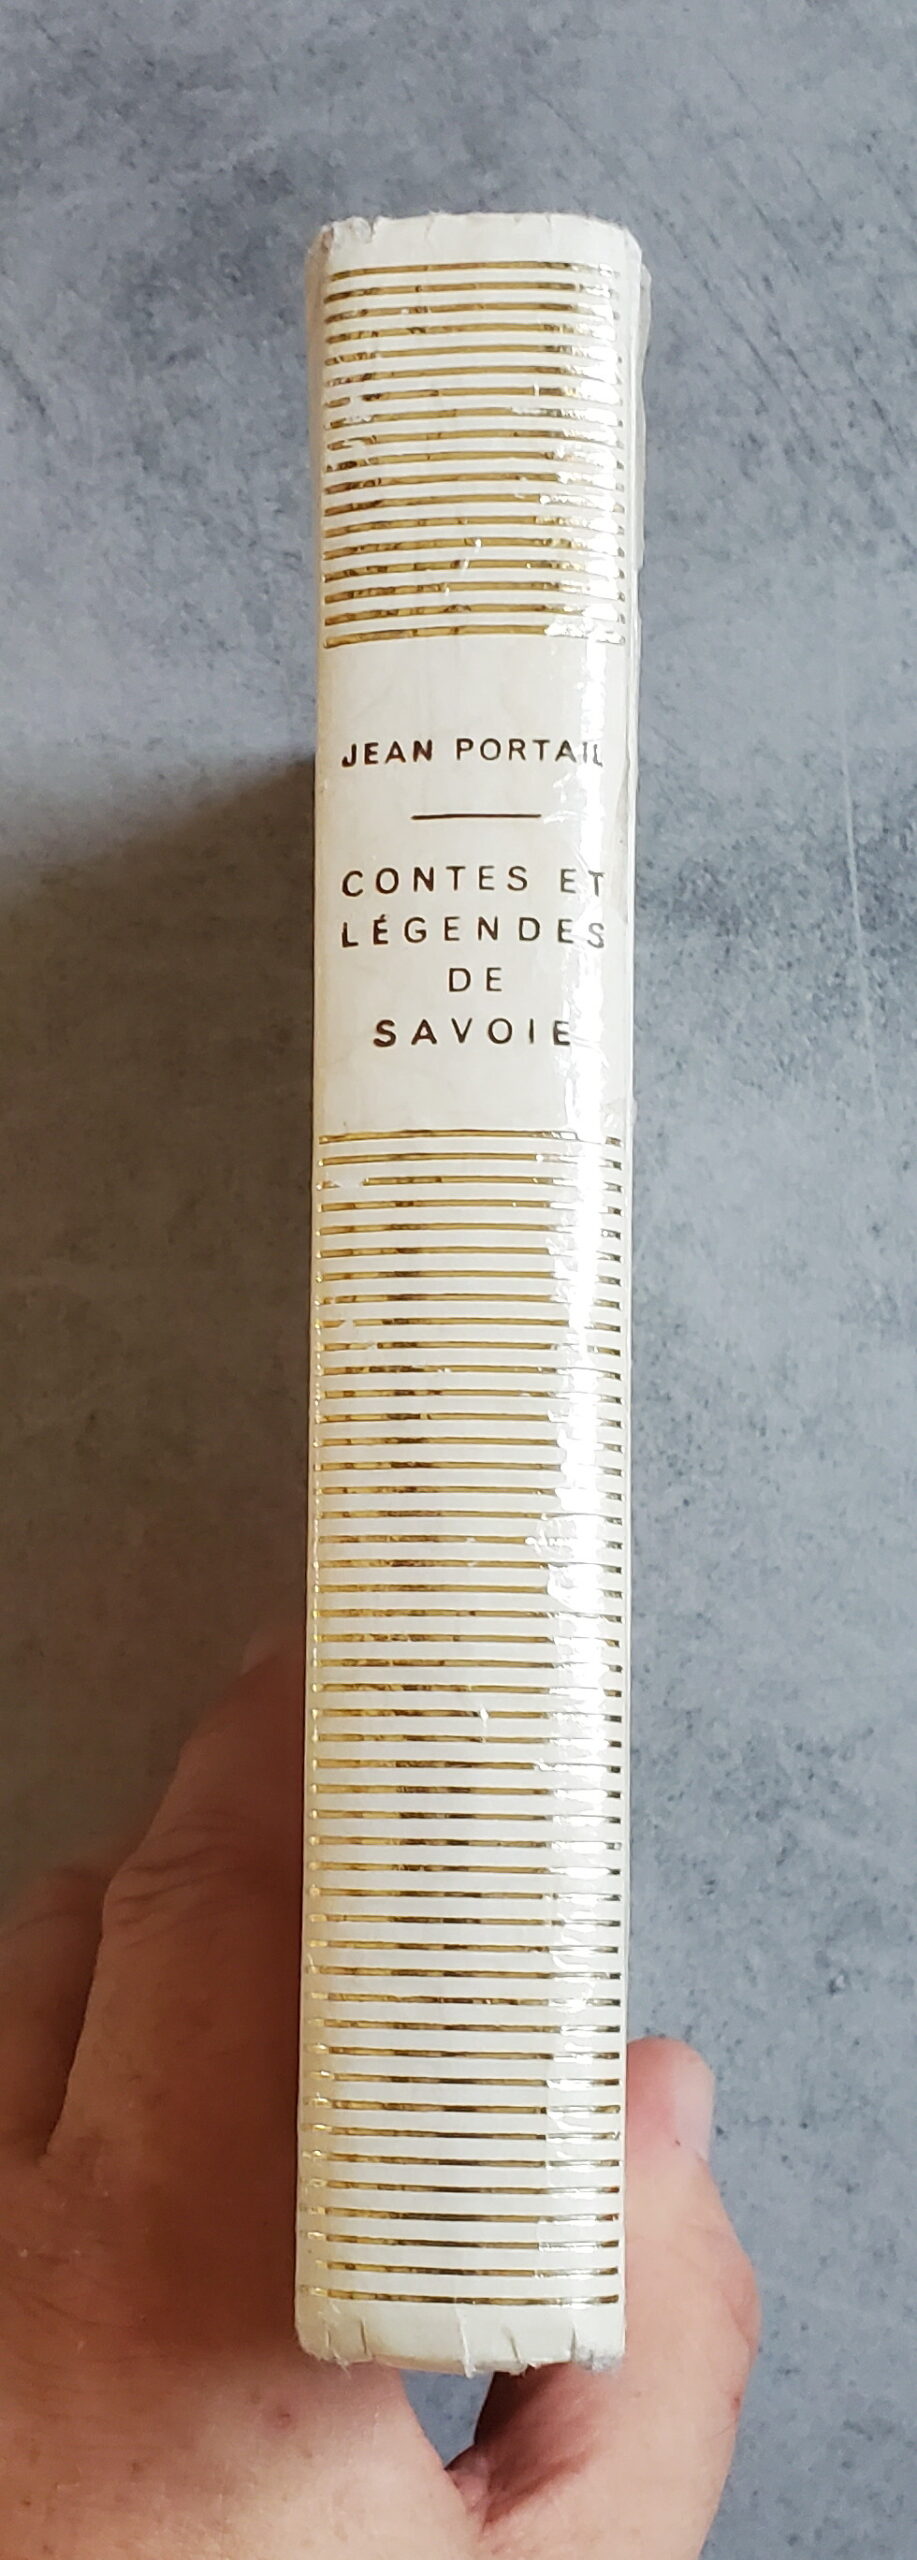 JEAN PORTAIL
CONTES ET
LÉGENDES
DE
SAVOIE